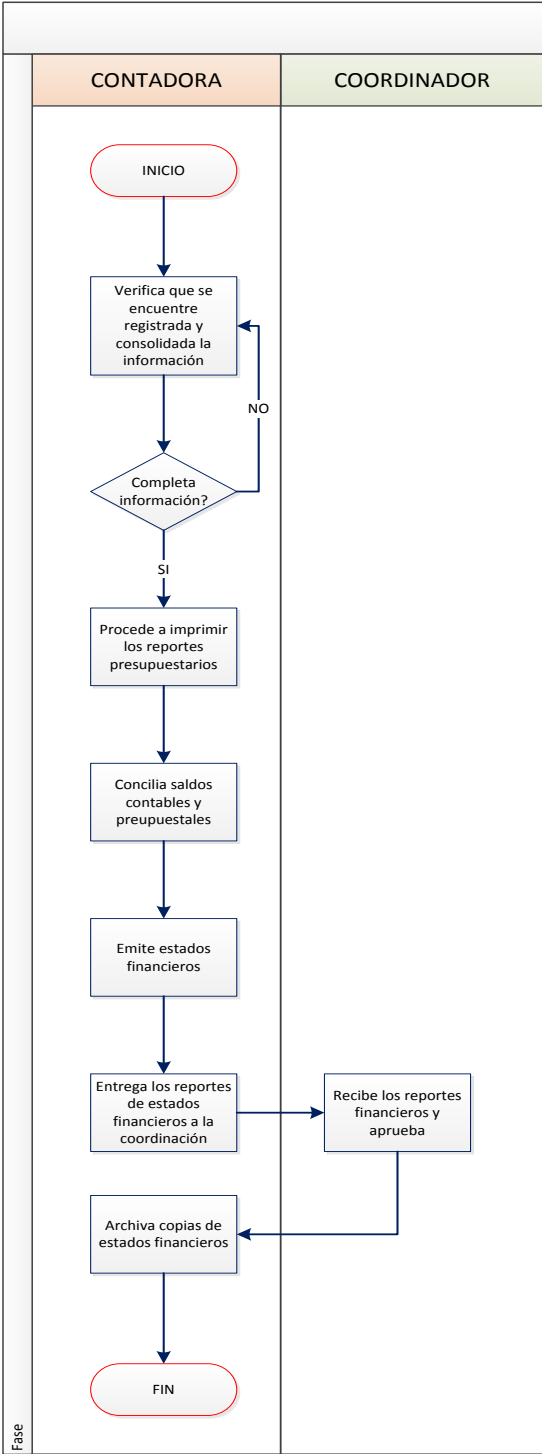 CONTADORA
COORDINADOR
INICIO
Verifica que se
encuentre
registrada y
consolidada la
información
NO
Completa
información?
SI
Procede a imprimir
los reportes
presupuestarios
Concilia saldos
contables y
prepuestales
Emite estados
financieros
Entrega los reportes
de estados
financieros a la
coordinación
Recibe los reportes
financieros y
aprueba
Archiva copias de
estados financieros
FIN
Fase